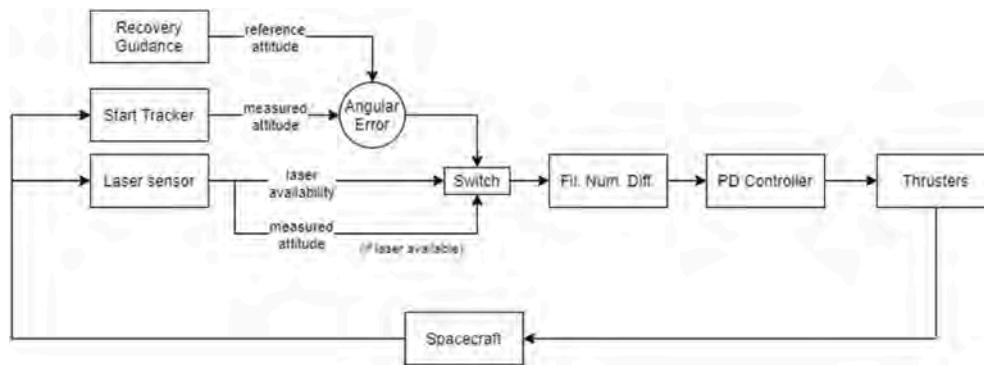 Recovery
Guidance
reference
attitude
Start Tracker
measured
attitude
Angular
Error
Laser sensor
laser
availability
Switch
Fil. Num. Diff.
PD Controller
Thrusters
measured
attitude
(if laser available)
Spacecraft